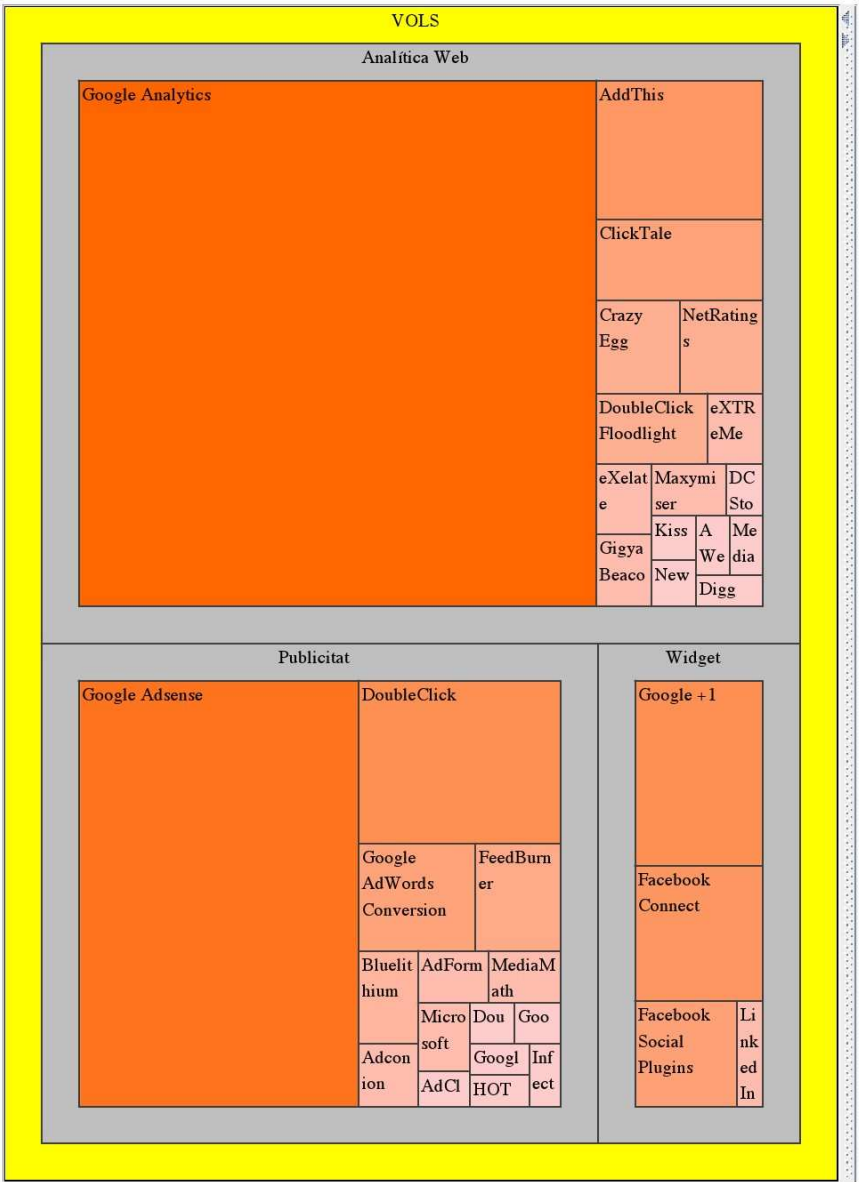 VOLS
Analítica Web
Google Analytics
AddThis
ClickTale
Crazy
Egg
NetRating
s
DoubleClick
Floodlight
eXTR
eMe
eXelat
e
Maxymi
ser
DC
Sto
Gigya
Beaco
Kiss
New
A
We
Me
dia
Digg
Publicitat
Google Adsense
DoubleClick
Google
AdWords
Conversion
FeedBurn
er
Bluelit
hium
AdForm
MediaM
ath
Micro
soft
Dou
Goo
Adcon
ion
AdCl
Googl
HOT
Inf
ect
Widget
Google +1
Facebook
Connect
Facebook
Social
Plugins
Li
nk
ed
In